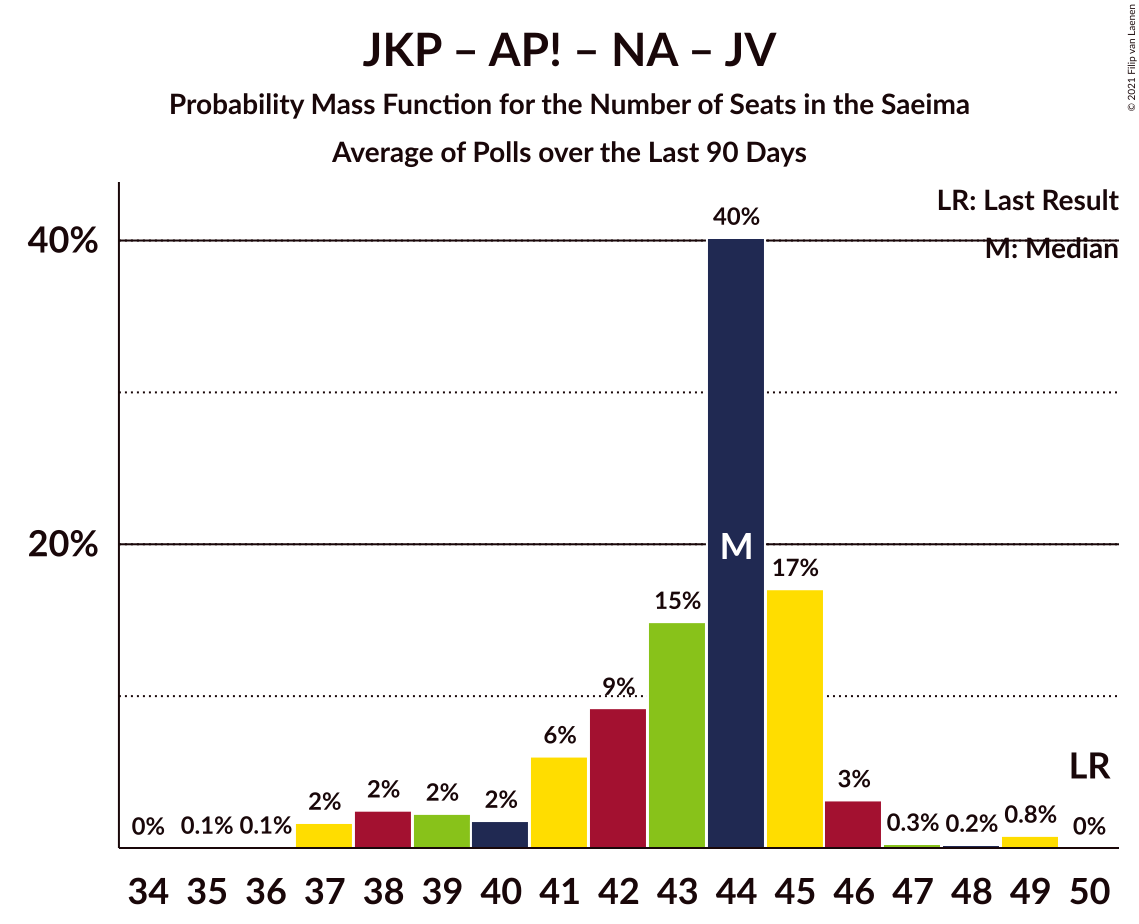 JKP – AP! – NA – JV
Probability Mass Function for the Number of Seats in the Saeima
Average of Polls over the Last 90 Days
© 2021 Filip van Laenen
LR: Last Result
M: Median
40%
20%
0%
0.1%
0.1%
2%
2%
2%
2%
6%
9%
15%
40%
M
17%
3%
0.3%
0.2%
0.8%
0%
LR
34 35 36 37 38 39 40 41 42 43 44 45 46 47 48 49 50